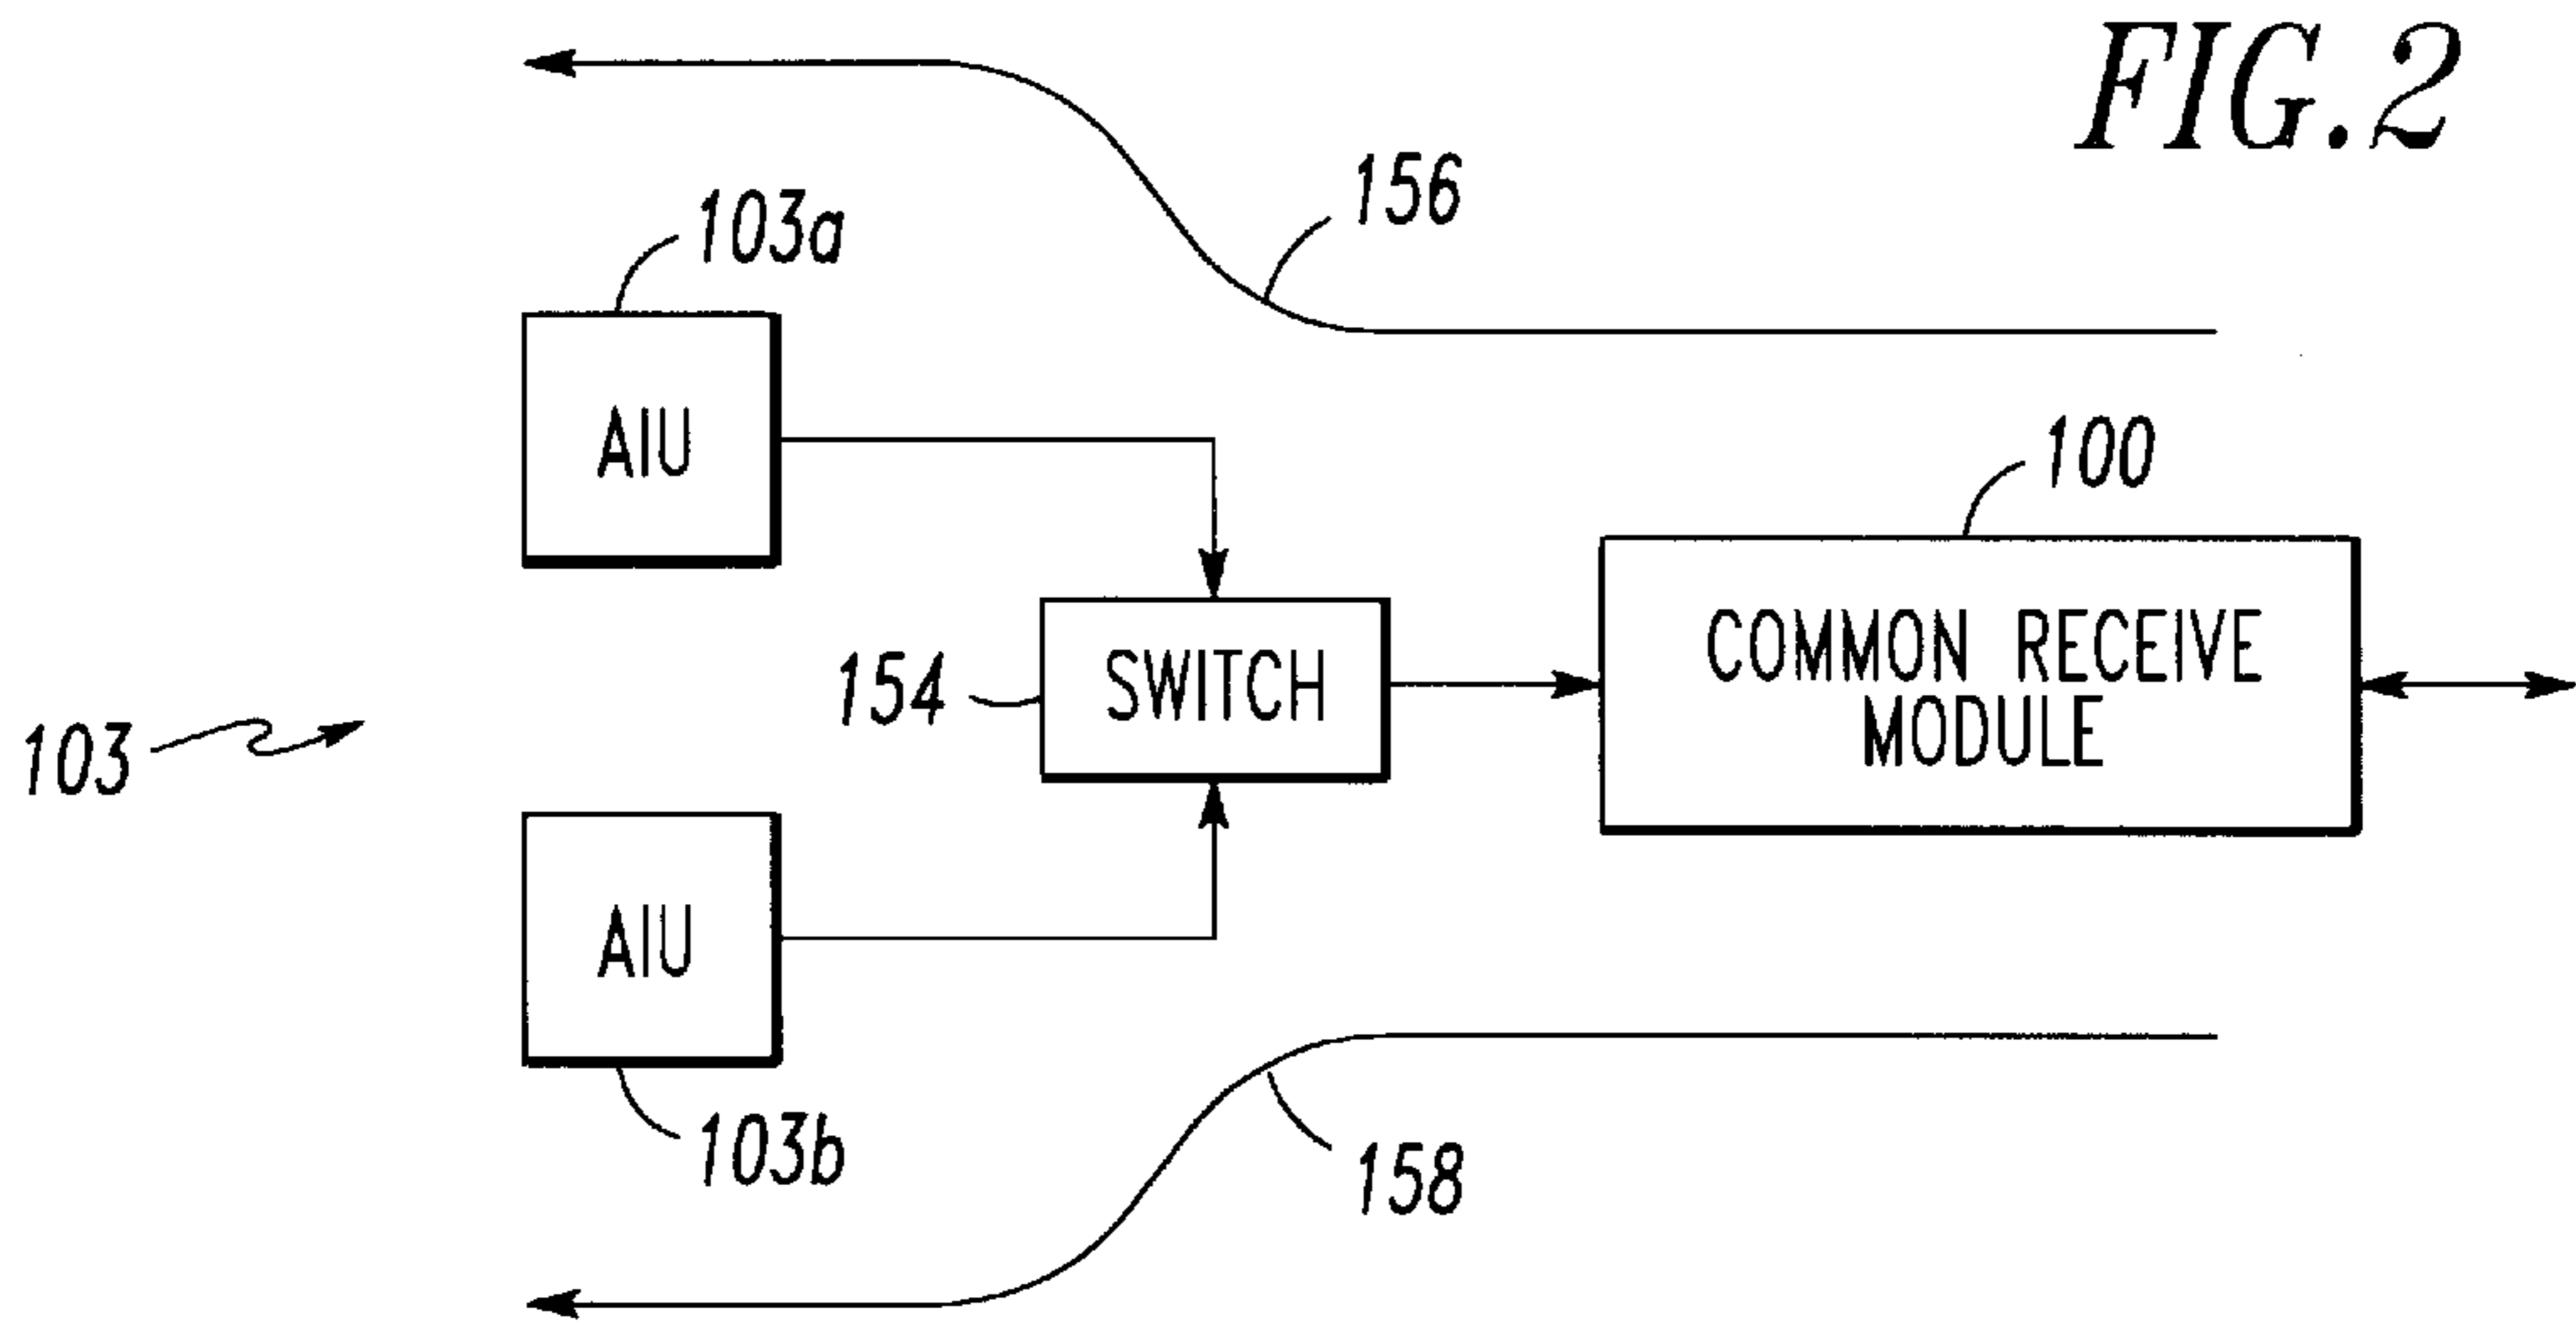 FIG.2
156
103a
AIU
100
COMMON RECEIVE
MODULE
154
SWITCH
103
AIU
103b
158